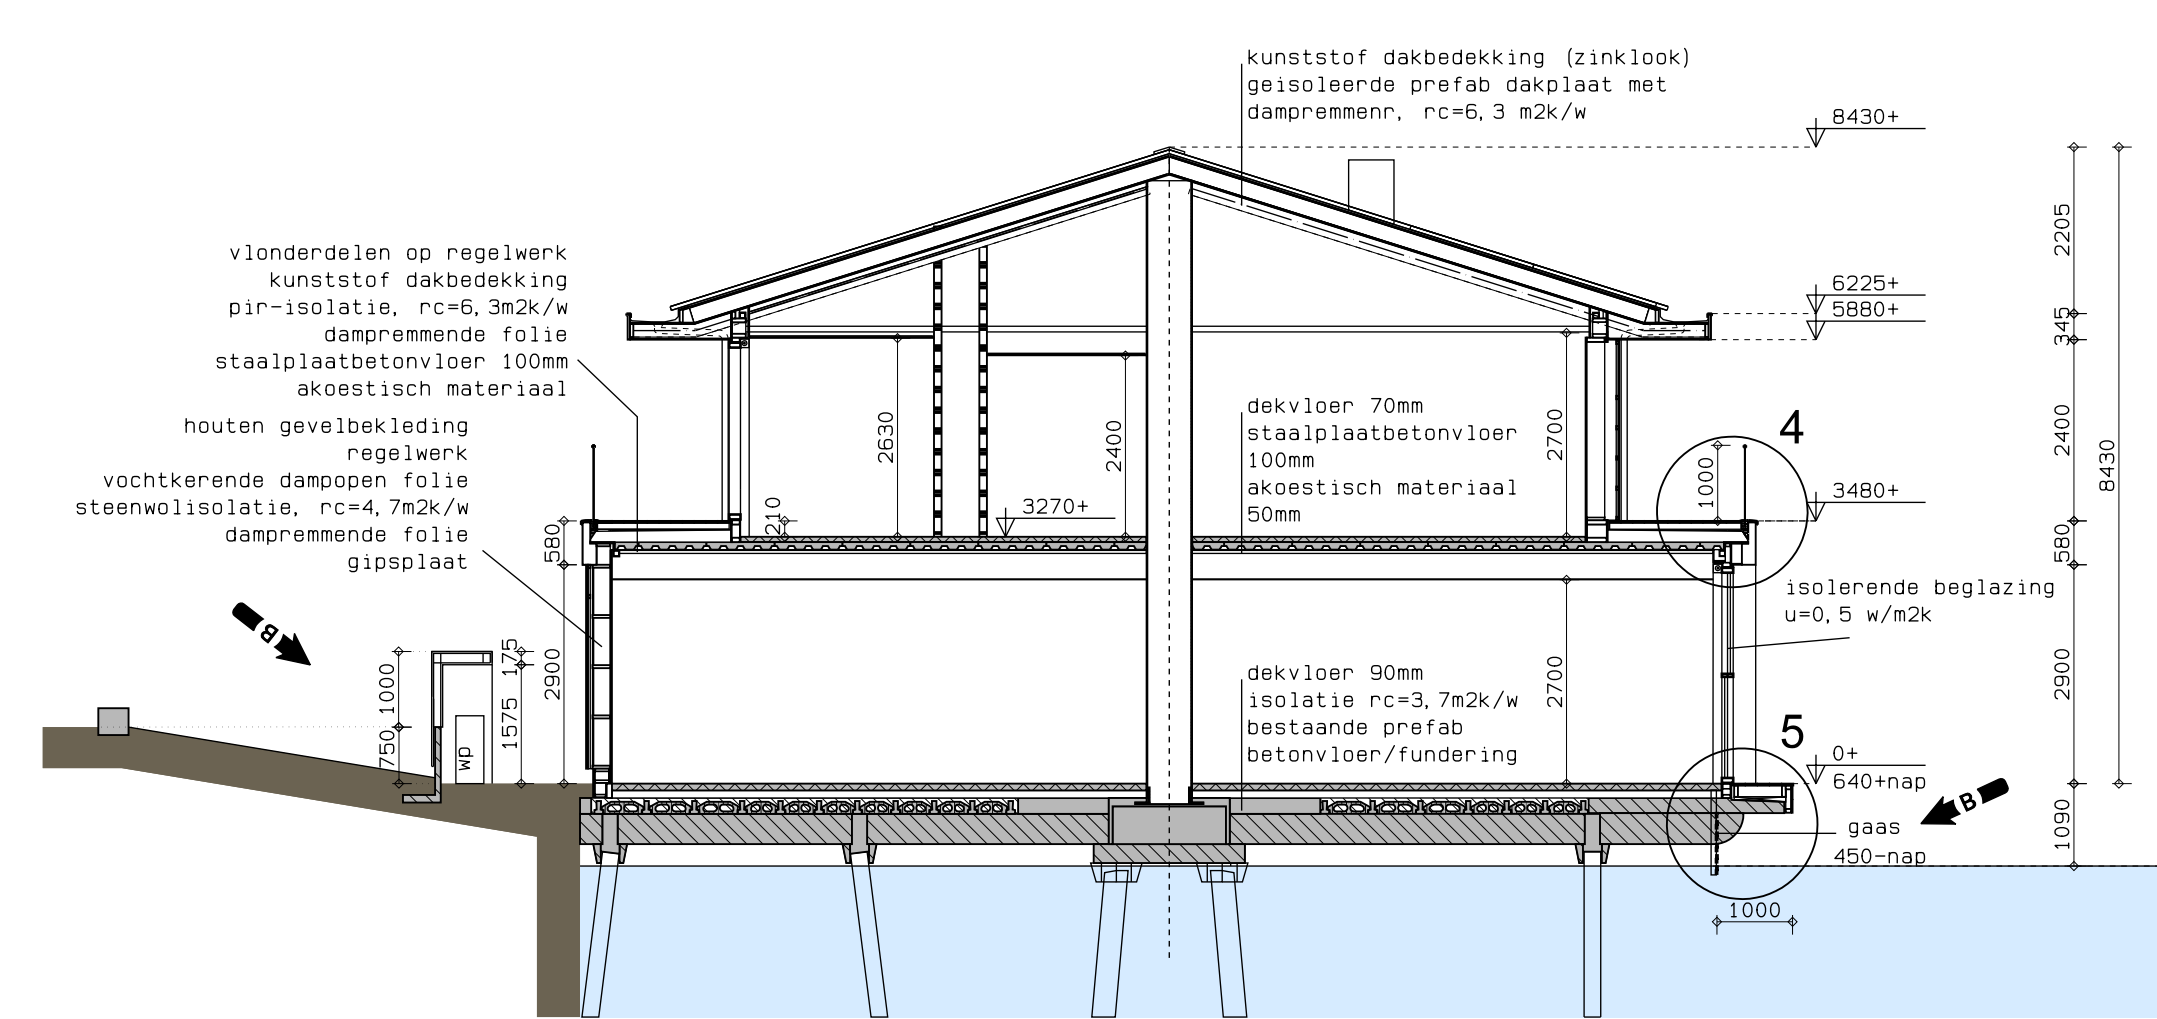 kunststof dakbedekking (zinklook)
geisoleerde prefab dakplaat met
dampremmenr, rc=6,3 m2k/w
8430+
2205
6225+
5880+
345
vlonderdelen op regelwerk
kunststof dakbedekking
pir-isolatie, rc=6,3m2k/w
dampremmende folie
staalplaatbetonvloer 100mm
akoestisch materiaal
houten gevelbekleding
regelwerk
vochtkerende dampopen folie
steenwolisolatie, rc=4,7m2k/w
dampremmende folie
gipsplaat
2630
2400
210
3270+
dekvloer 70mm
staalplaatbetonvloer
100mm
akoestisch materiaal
50mm
2700
4
1000
3480+
2400
8430
580
580
isolerende beglazing
u=0,5 w/m2k
B
1000
750
175
1575
wp
2900
dekvloer 90mm
isolatie rc=3,7m2k/w
bestaande prefab
betonvloer/fundering
2700
2900
5
0+
640+nap
B
gaas
450-nap
1090
1000